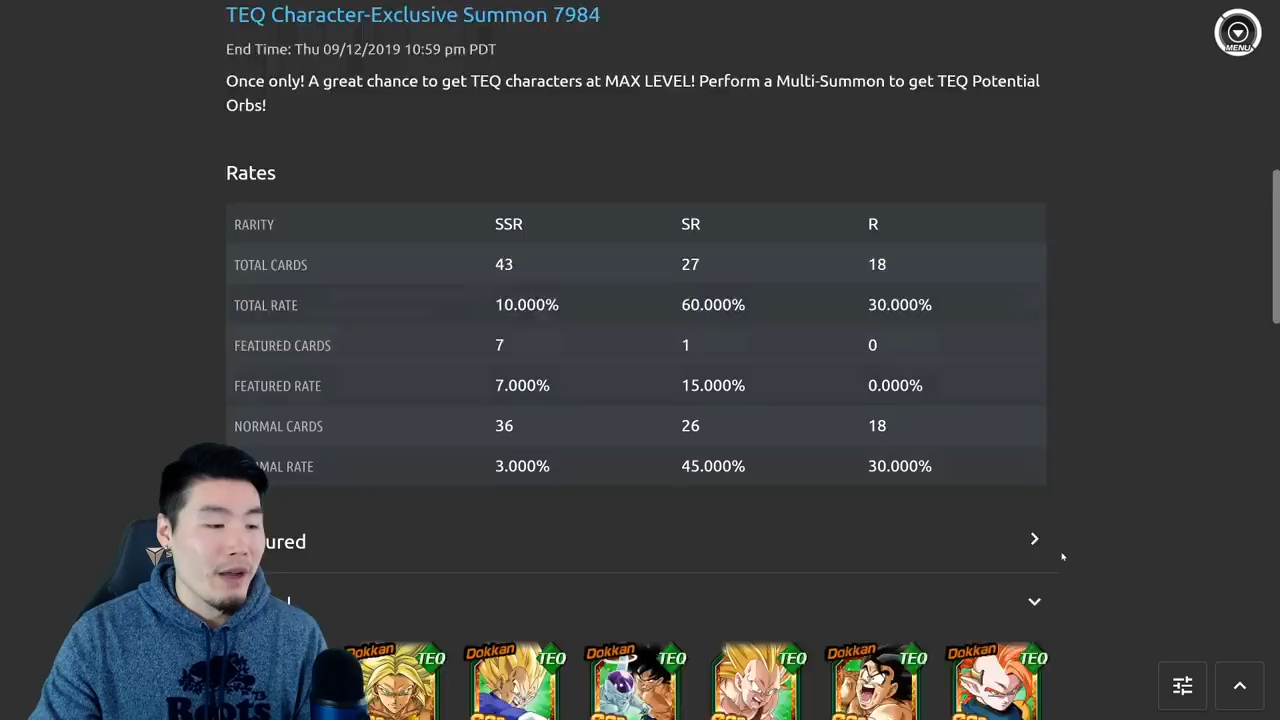 TEQ Character-Exclusive Summon 7984
MENU
End Time: Thu 09/12/2019 10:59 pm PDT
Once only! A great chance to get TEQ characters at MAX LEVEL! Perform a Multi-Summon to get TEQ Potential
Orbs!
Rates
RARITY SSR SR R
TOTAL CARDS 43 27 18
TOTAL RATE 10.000% 60.000% 30.000%
FEATURED CARDS 7 1 0
FEATURED RATE 7.000% 15.000% 0.000%
NORMAL CARDS 36 26 18
MAL RATE 3.000% 45.000% 30.000%
ured
Dokkan TEQ Dokkan TEQ Dokkan TEQ TEQ Dokkan TEQ Dokkan TEQ
Roots